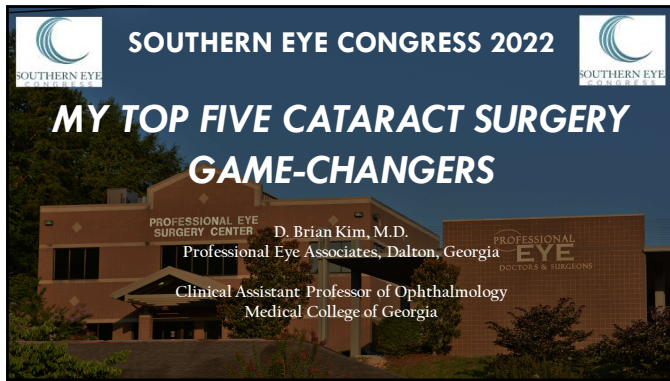 SOUTHERN EYE
CONGRESS
SOUTHERN EYE CONGRESS 2022
SOUTHERN EYE
CONGRESS
MY TOP FIVE CATARACT SURGERY
GAME-CHANGERS
PROFESSIONAL EYE
SURGERY CENTER
D. Brian Kim, M.D.
Professional Eye Associates, Dalton, Georgia
PROFESSIONAL
EYE
DOCTORS & SURGEONS
Clinical Assistant Professor of Ophthalmology
Medical College of Georgia